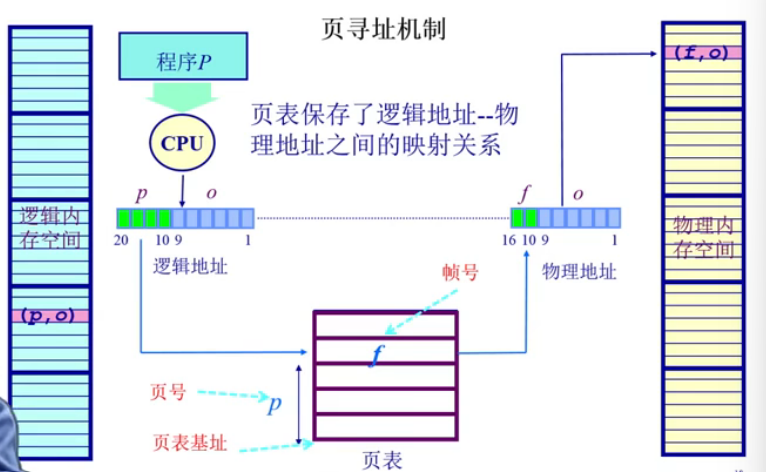 页寻址机制
程序P
CPU
页表保存了逻辑地址--物
理地址之间的映射关系
(f,o)
p o
f o
逻辑内
存空间
20 10 9 1
16 10 9 1
物理内
存空间
逻辑地址
帧号
物理地址
(p,o)
f
页号
p
页表基址
页表